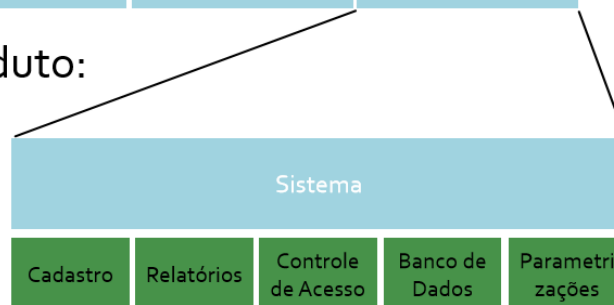 duto:
Sistema
Cadastro
Relatórios
Controle
de Acesso
Banco de
Dados
Parametri
zações